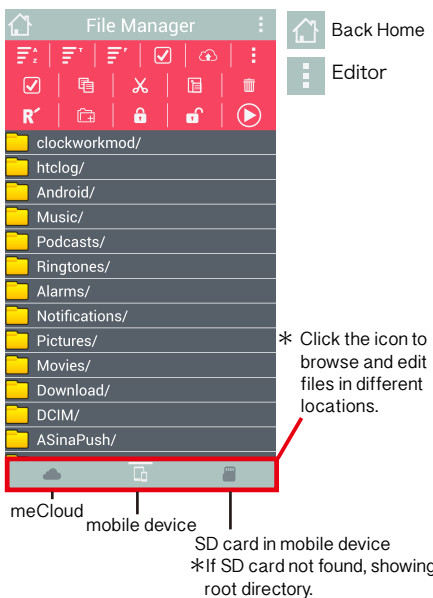 File Manager
Back Home
Editor
A
Z
T
F
R
clockworkmod/
htclog/
Android/
Music/
Podcasts/
Ringtones/
Alarms/
Notifications/
Pictures/
Movies/
Download/
DCIM/
ASinaPush/
* Click the icon to
browse and edit
files in different
locations.
meCloud
mobile device
SD card in mobile device
*If SD card not found, showing
root directory.